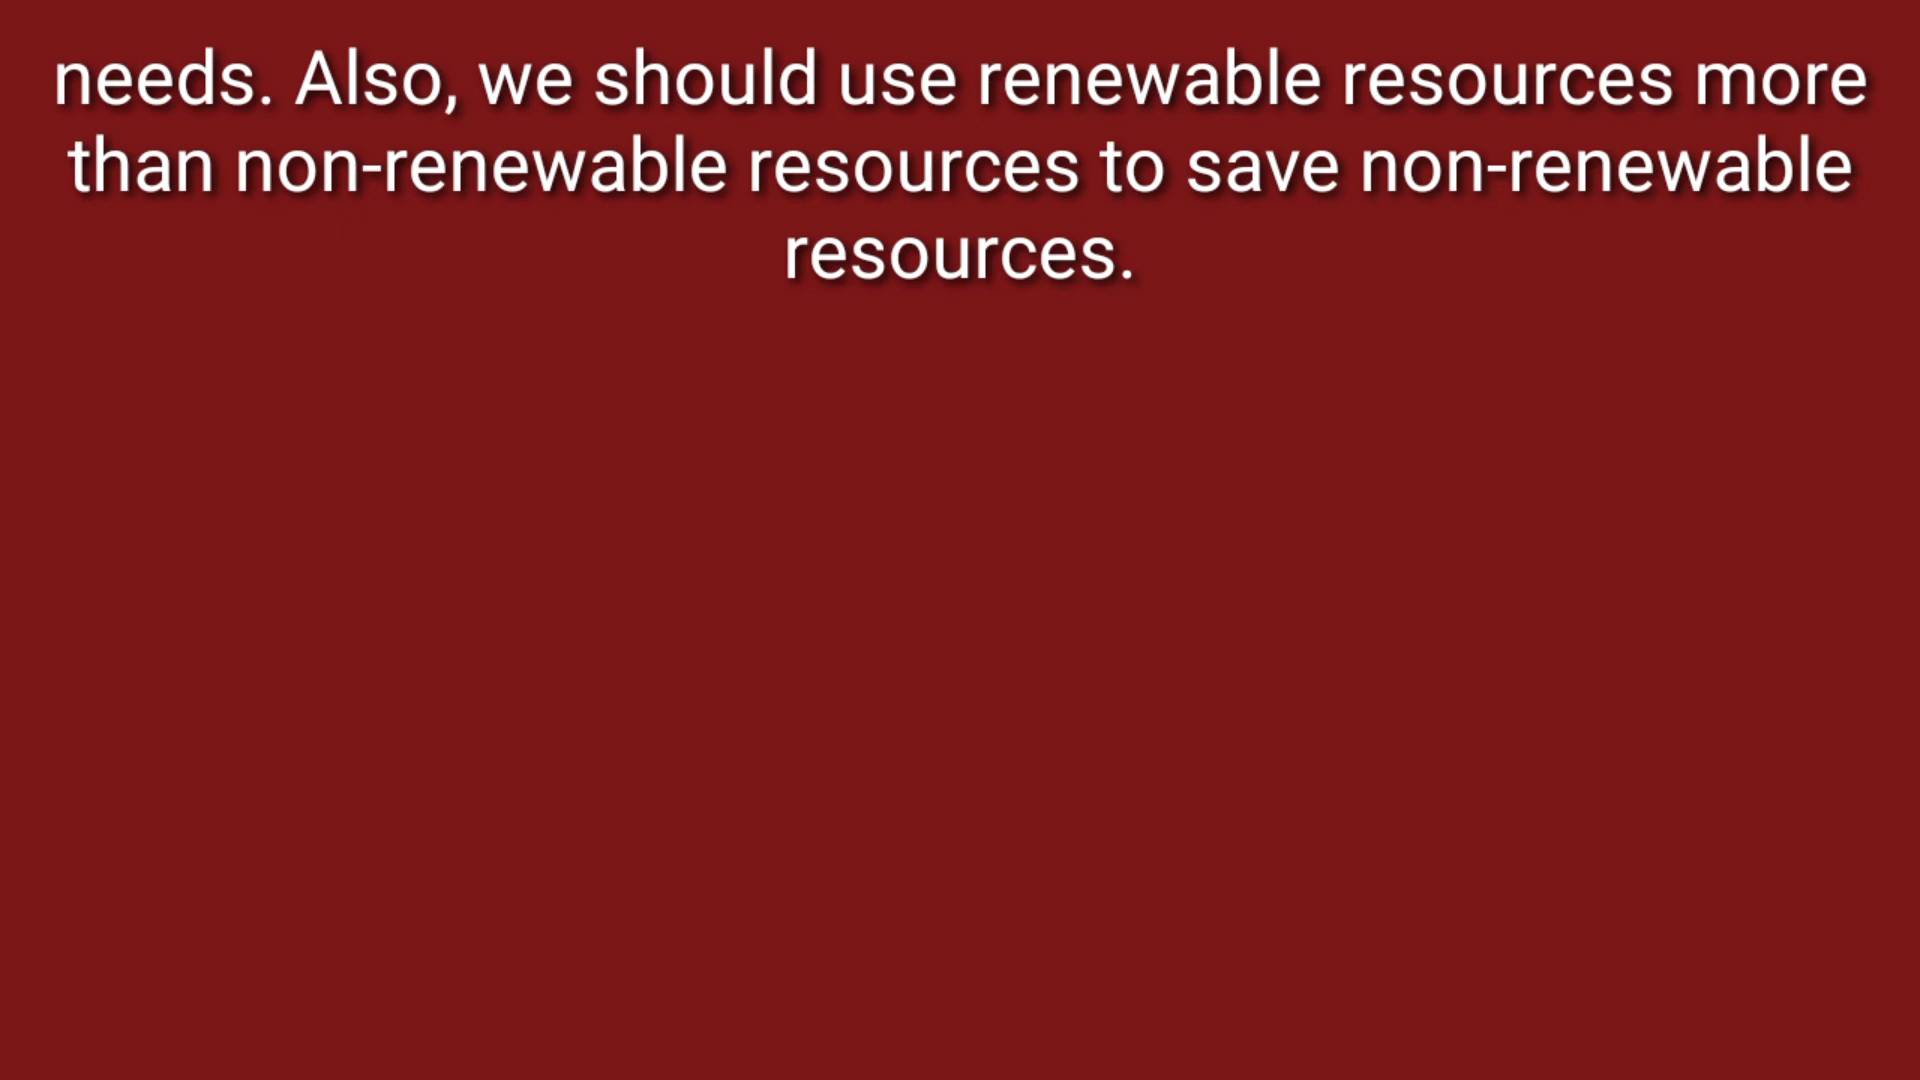 needs. Also, we should use renewable resources more
than non-renewable resources to save non-renewable
resources.